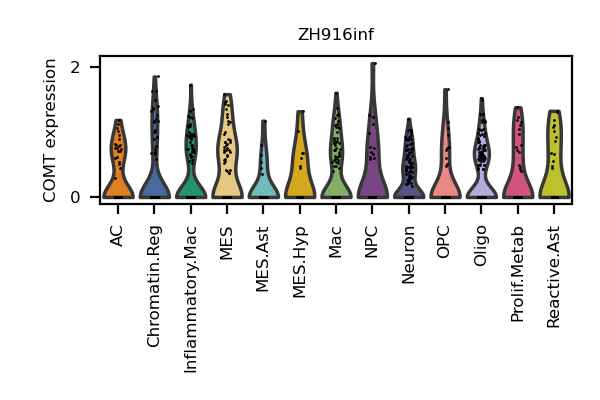 ZH916inf
COMT expression
2
0
AC
Chromatin.Reg
Inflammatory.Mac
MES
MES.Ast
MES.Hyp
Mac
NPC
Neuron
OPC
Oligo
Prolif.Metab
Reactive.Ast